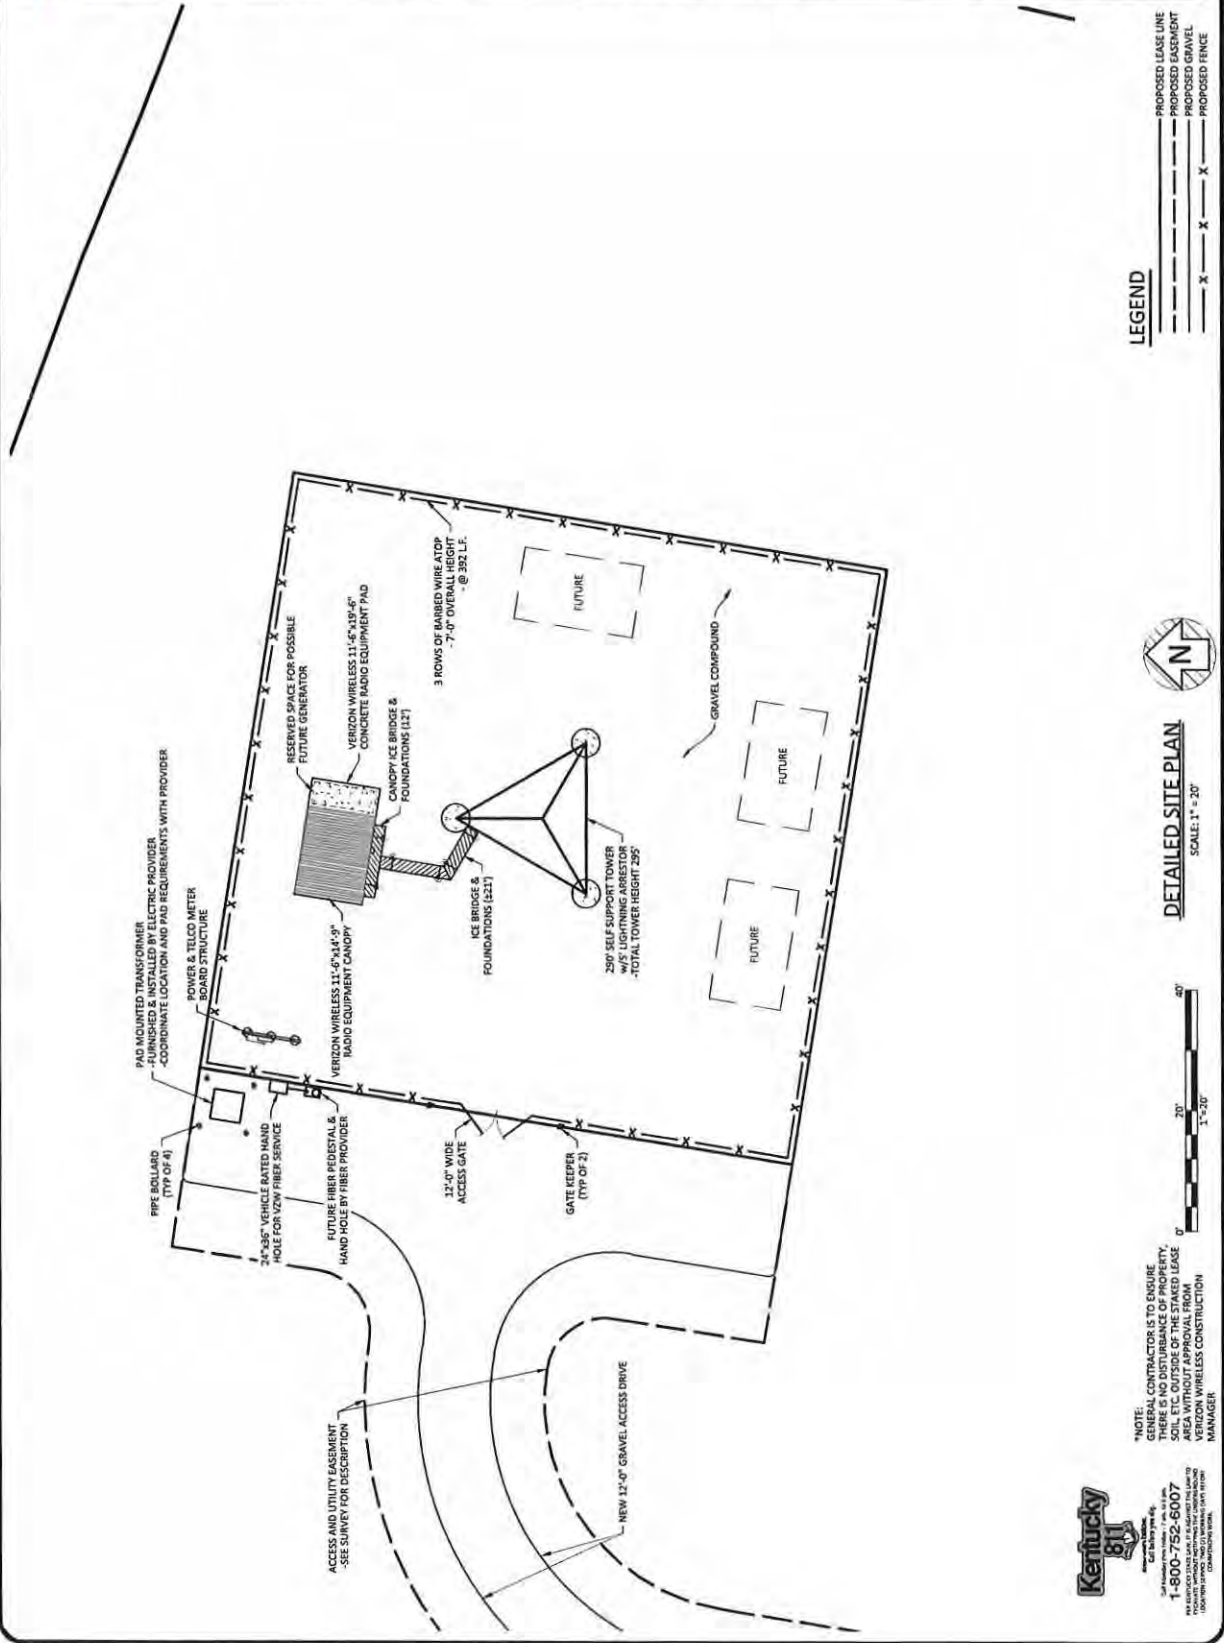 PAD MOUNTED TRANSFORMER
-FURNISHED & INSTALLED BY ELECTRIC PROVIDER
-COORDINATE LOCATION AND PAD REQUIREMENTS WITH PROVIDER
POWER & TELCO METER
BOARD STRUCTURE
PIPE BOLLARD
(TYP OF 4)
24"x36" VEHICLE RATED HAND
HOLE FOR VZW FIBER SERVICE
FUTURE FIBER PEDESTAL &
HAND HOLE BY FIBER PROVIDER
VERIZON WIRELESS 11'-6"x14'-9"
RADIO EQUIPMENT CANOPY
RESERVED SPACE FOR POSSIBLE
FUTURE GENERATOR
VERIZON WIRELESS 11'-6"x19'-6"
CONCRETE RADIO EQUIPMENT PAD
CANOPY ICE BRIDGE &
FOUNDATIONS (12')
3 ROWS OF BARBED WIRE ATOP
- 7'-0" OVERALL HEIGHT
- @ 392 L.F.
ICE BRIDGE &
FOUNDATIONS (±21')
12'-0" WIDE
ACCESS GATE
GATE KEEPER
(TYP OF 2)
290' SELF SUPPORT TOWER
w/5' LIGHTNING ARRESTOR
-TOTAL TOWER HEIGHT 295'
FUTURE
GRAVEL COMPOUND
FUTURE
FUTURE
ACCESS AND UTILITY EASEMENT
-SEE SURVEY FOR DESCRIPTION
NEW 12'-0" GRAVEL ACCESS DRIVE
Kentucky
811
Call before you dig.
1-800-752-6007
*NOTE:
GENERAL CONTRACTOR IS TO ENSURE
THERE IS NO DISTURBANCE OF PROPERTY,
SOIL, ETC. OUTSIDE OF THE STAKED LEASE
AREA WITHOUT APPROVAL FROM
VERIZON WIRELESS CONSTRUCTION
MANAGER
0' 20' 40'
1"=20'
DETAILED SITE PLAN
SCALE: 1" = 20'
N
LEGEND
PROPOSED LEASE LINE
PROPOSED EASEMENT
PROPOSED GRAVEL
X X X PROPOSED FENCE